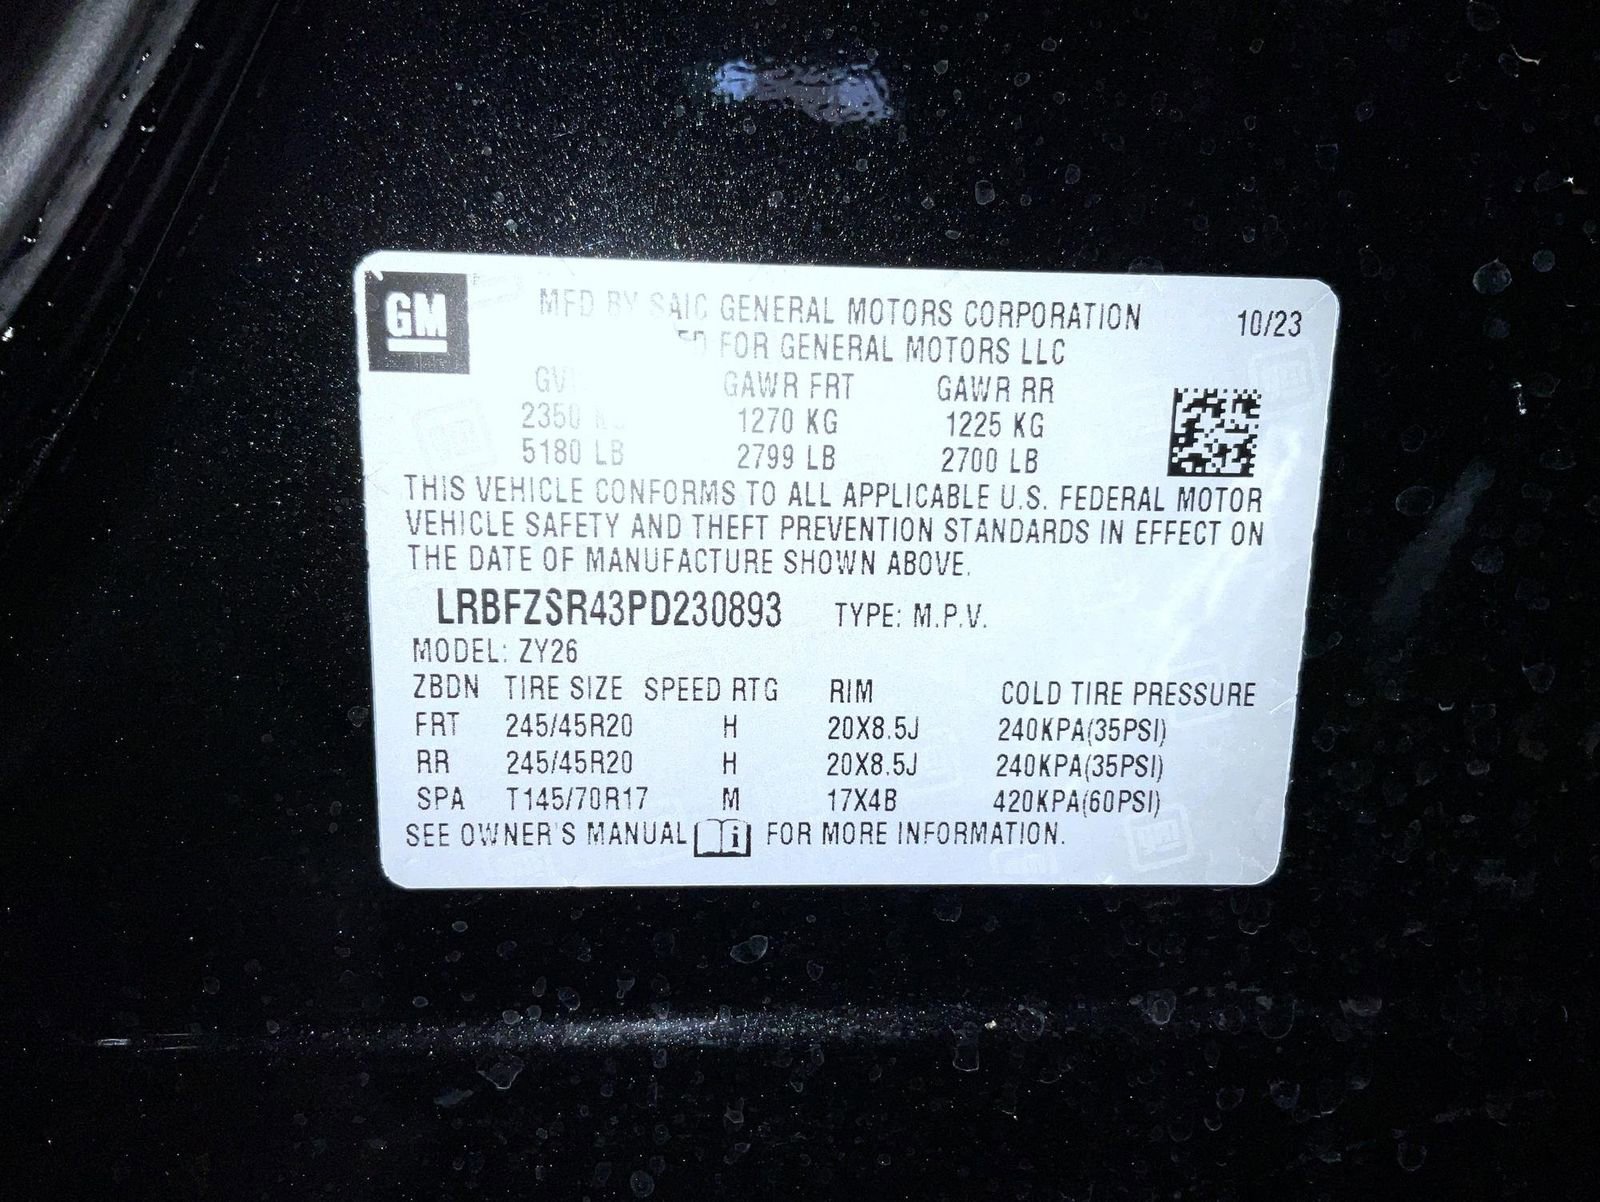 GM
MFD BY SAIC GENERAL MOTORS CORPORATION 10/23
FOR GENERAL MOTORS LLC
GAWR FRT GAWR RR
2350 1270 KG 1225 KG
5180 LB 2799 LB 2700 LB
THIS VEHICLE CONFORMS TO ALL APPLICABLE U.S. FEDERAL MOTOR
VEHICLE SAFETY AND THEFT PREVENTION STANDARDS IN EFFECT ON
THE DATE OF MANUFACTURE SHOWN ABOVE.
LRBFZSR43PD230893 TYPE: M.P.V.
MODEL: ZY26
ZBDN TIRE SIZE SPEED RTG RIM COLD TIRE PRESSURE
FRT 245/45R20 H 20X8.5J 240KPA(35PSI)
RR 245/45R20 H 20X8.5J 240KPA(35PSI)
SPA T145/70R17 M 17X4B 420KPA(60PSI)
SEE OWNER'S MANUAL i FOR MORE INFORMATION.